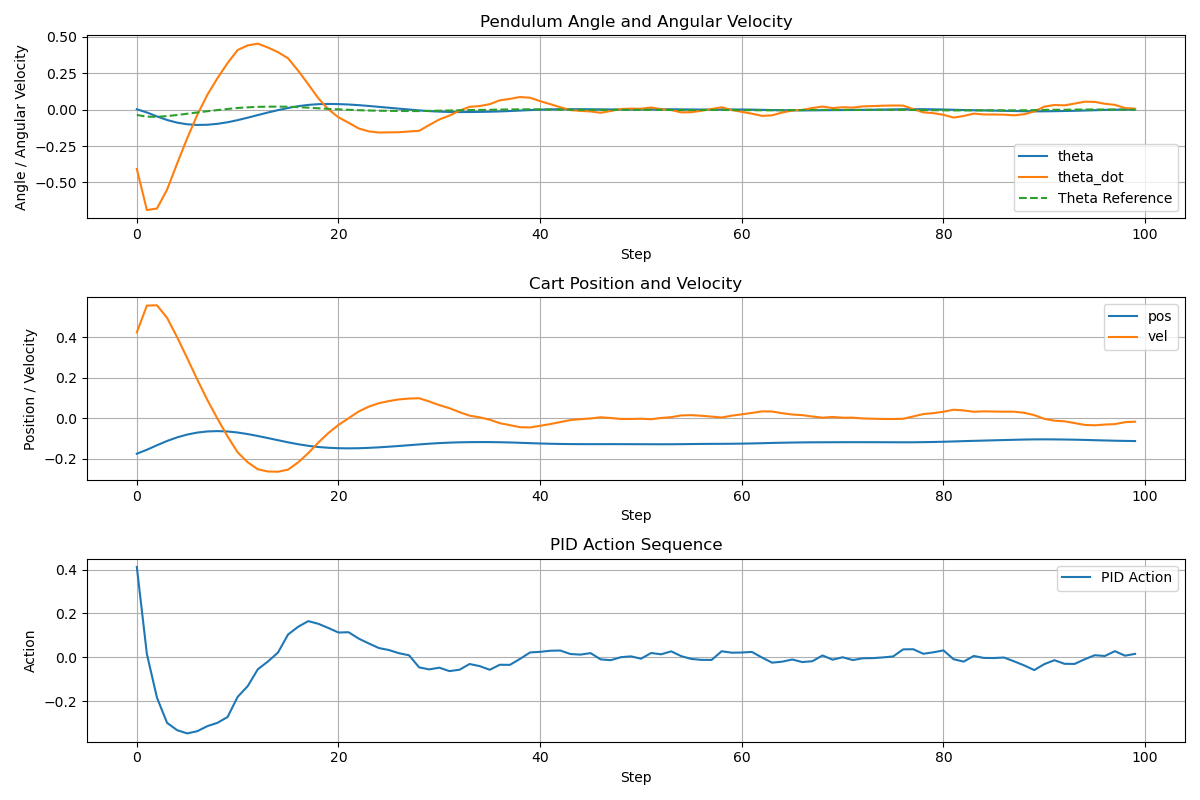 Pendulum Angle and Angular Velocity
Angle / Angular Velocity
0.50
0.25
0.00
−0.25
−0.50
theta
theta_dot
Theta Reference
0 20 40 60 80 100
Step
Cart Position and Velocity
Position / Velocity
0.4
0.2
0.0
−0.2
pos
vel
0 20 40 60 80 100
Step
PID Action Sequence
Action
0.4
0.2
0.0
−0.2
PID Action
0 20 40 60 80 100
Step